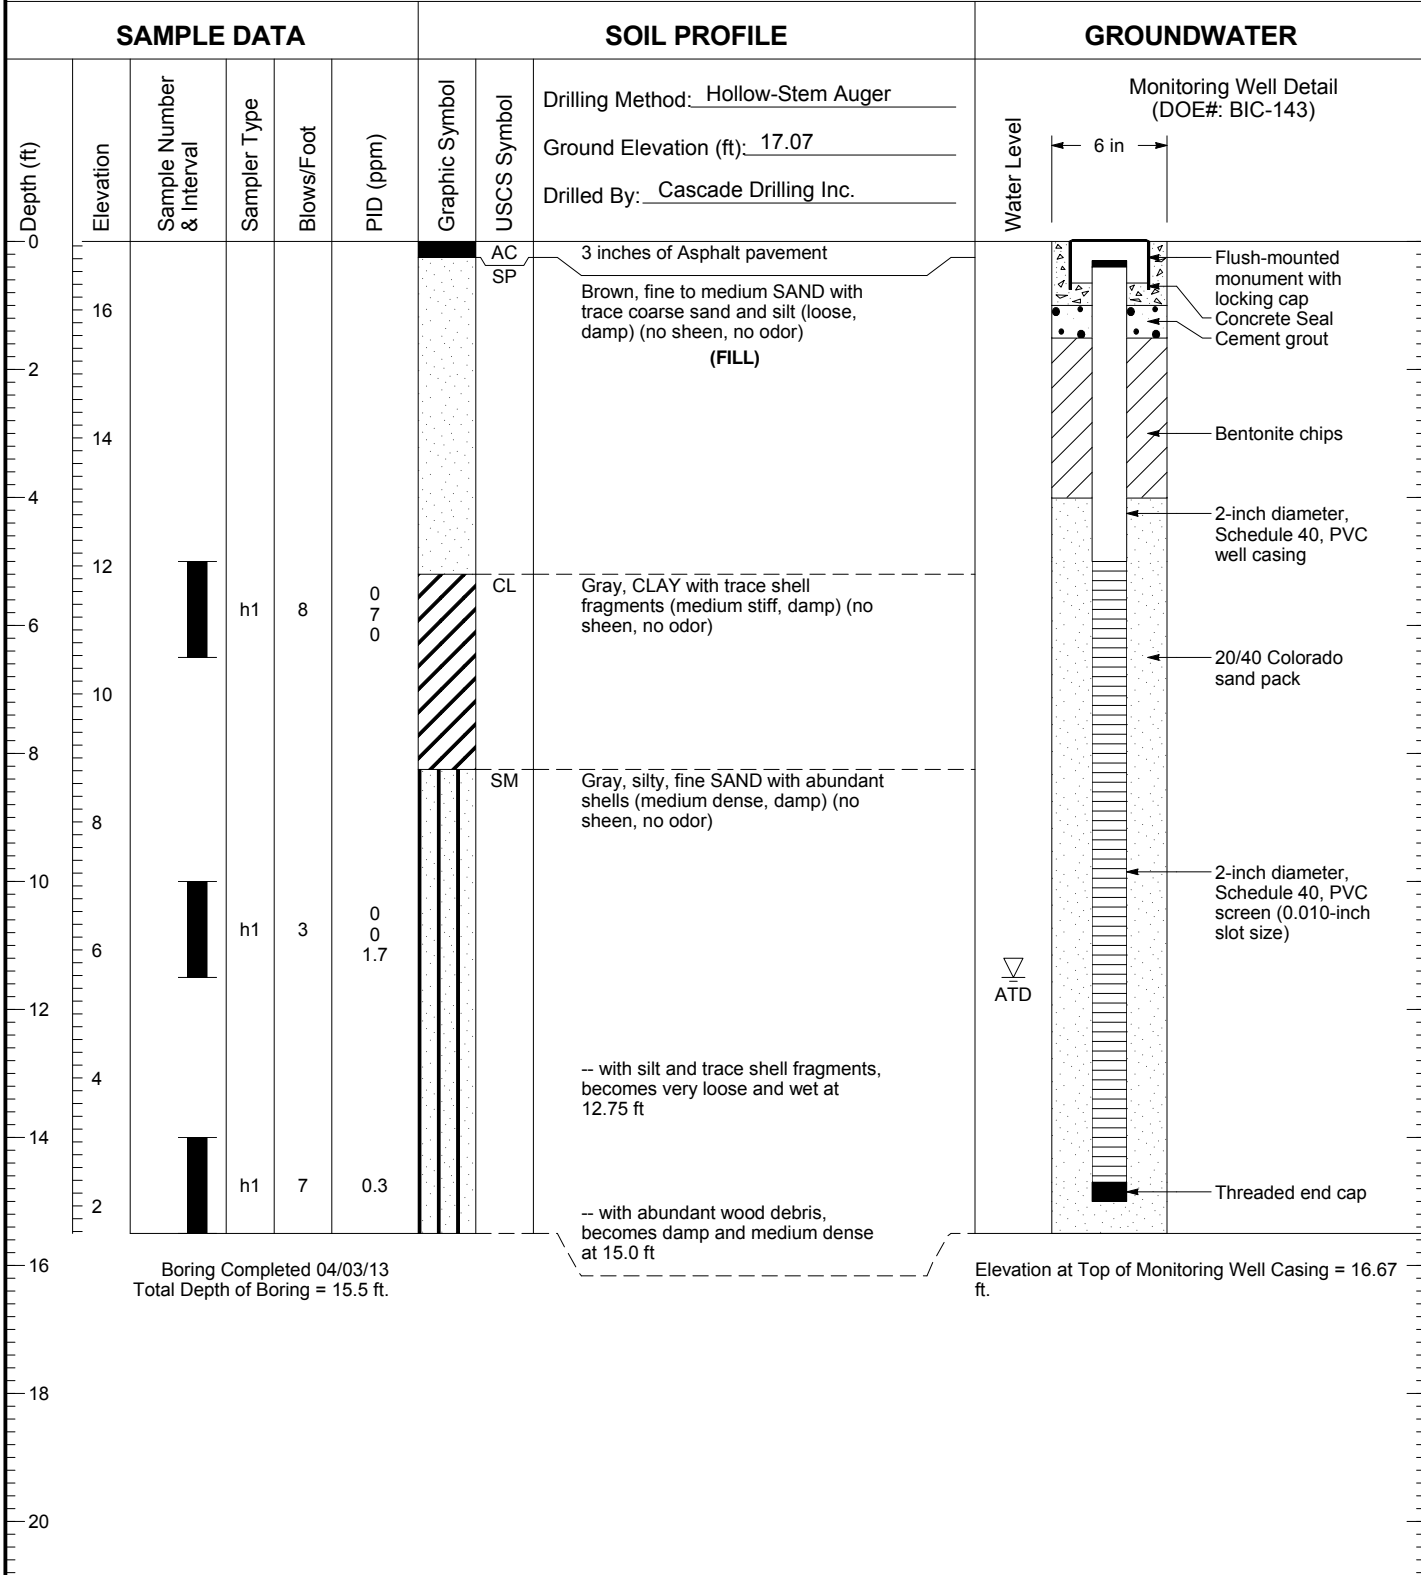 SAMPLE DATA
SOIL PROFILE
GROUNDWATER
Depth (ft)
Elevation
Sample Number
& Interval
Sampler Type
Blows/Foot
PID (ppm)
Graphic Symbol
USCS Symbol
Drilling Method: Hollow-Stem Auger
Ground Elevation (ft): 17.07
Drilled By: Cascade Drilling Inc.
Water Level
Monitoring Well Detail
(DOE#: BIC-143)
6 in
0
2
4
6
8
10
12
14
16
18
20
16
14
12
10
8
6
4
2
h1
8
0
7
0
h1
3
0
0
1.7
h1
7
0.3
AC
SP
CL
SM
3 inches of Asphalt pavement
Brown, fine to medium SAND with
trace coarse sand and silt (loose,
damp) (no sheen, no odor)
(FILL)
Gray, CLAY with trace shell
fragments (medium stiff, damp) (no
sheen, no odor)
Gray, silty, fine SAND with abundant
shells (medium dense, damp) (no
sheen, no odor)
-- with silt and trace shell fragments,
becomes very loose and wet at
12.75 ft
-- with abundant wood debris,
becomes damp and medium dense
at 15.0 ft
ATD
Flush-mounted
monument with
locking cap
Concrete Seal
Cement grout
Bentonite chips
2-inch diameter,
Schedule 40, PVC
well casing
20/40 Colorado
sand pack
2-inch diameter,
Schedule 40, PVC
screen (0.010-inch
slot size)
Threaded end cap
Boring Completed 04/03/13
Total Depth of Boring = 15.5 ft.
Elevation at Top of Monitoring Well Casing = 16.67
ft.